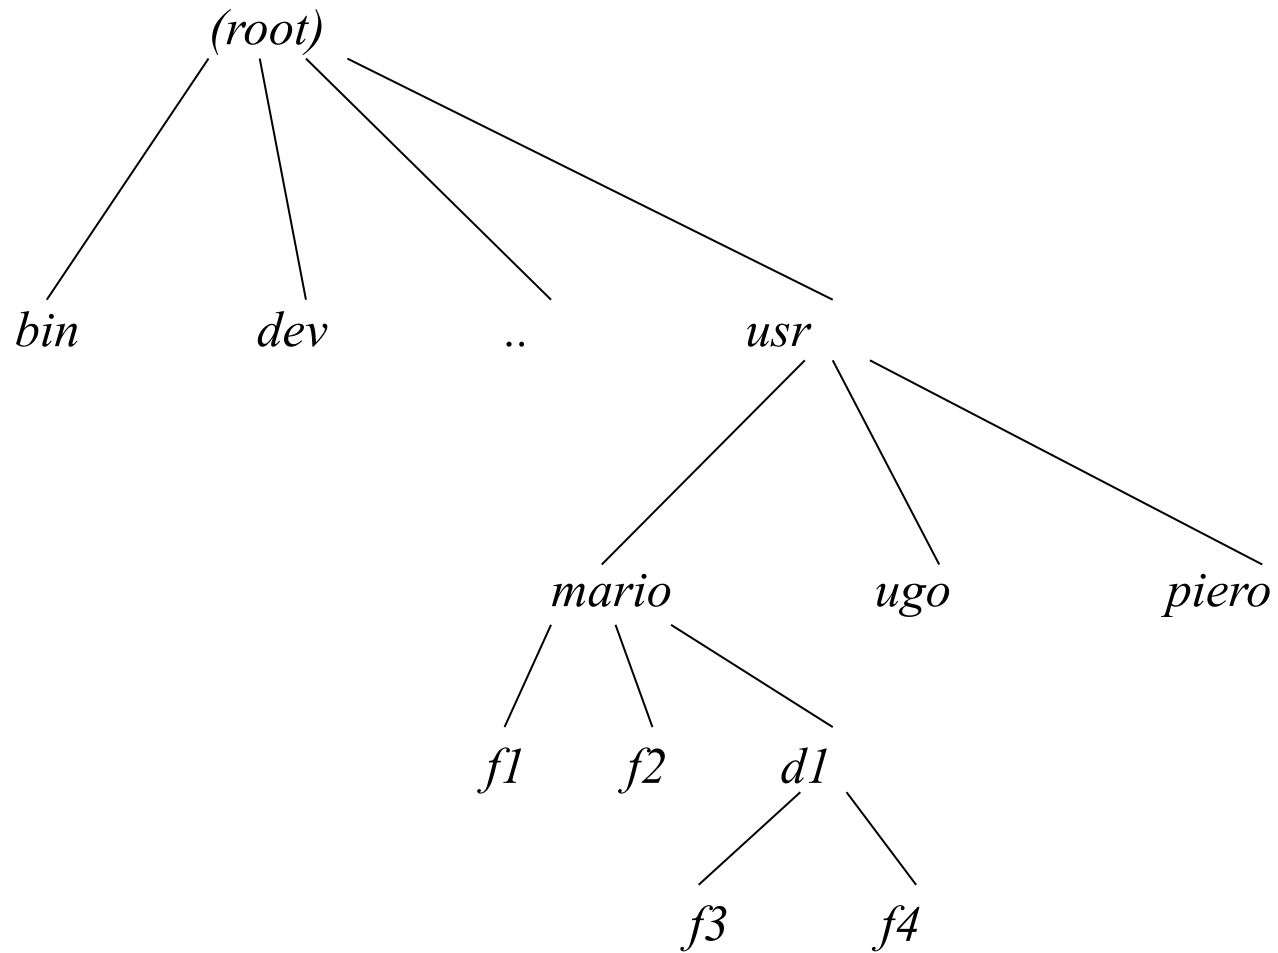 (root)
bin dev .. usr
mario ugo piero
f1 f2 d1
f3 f4